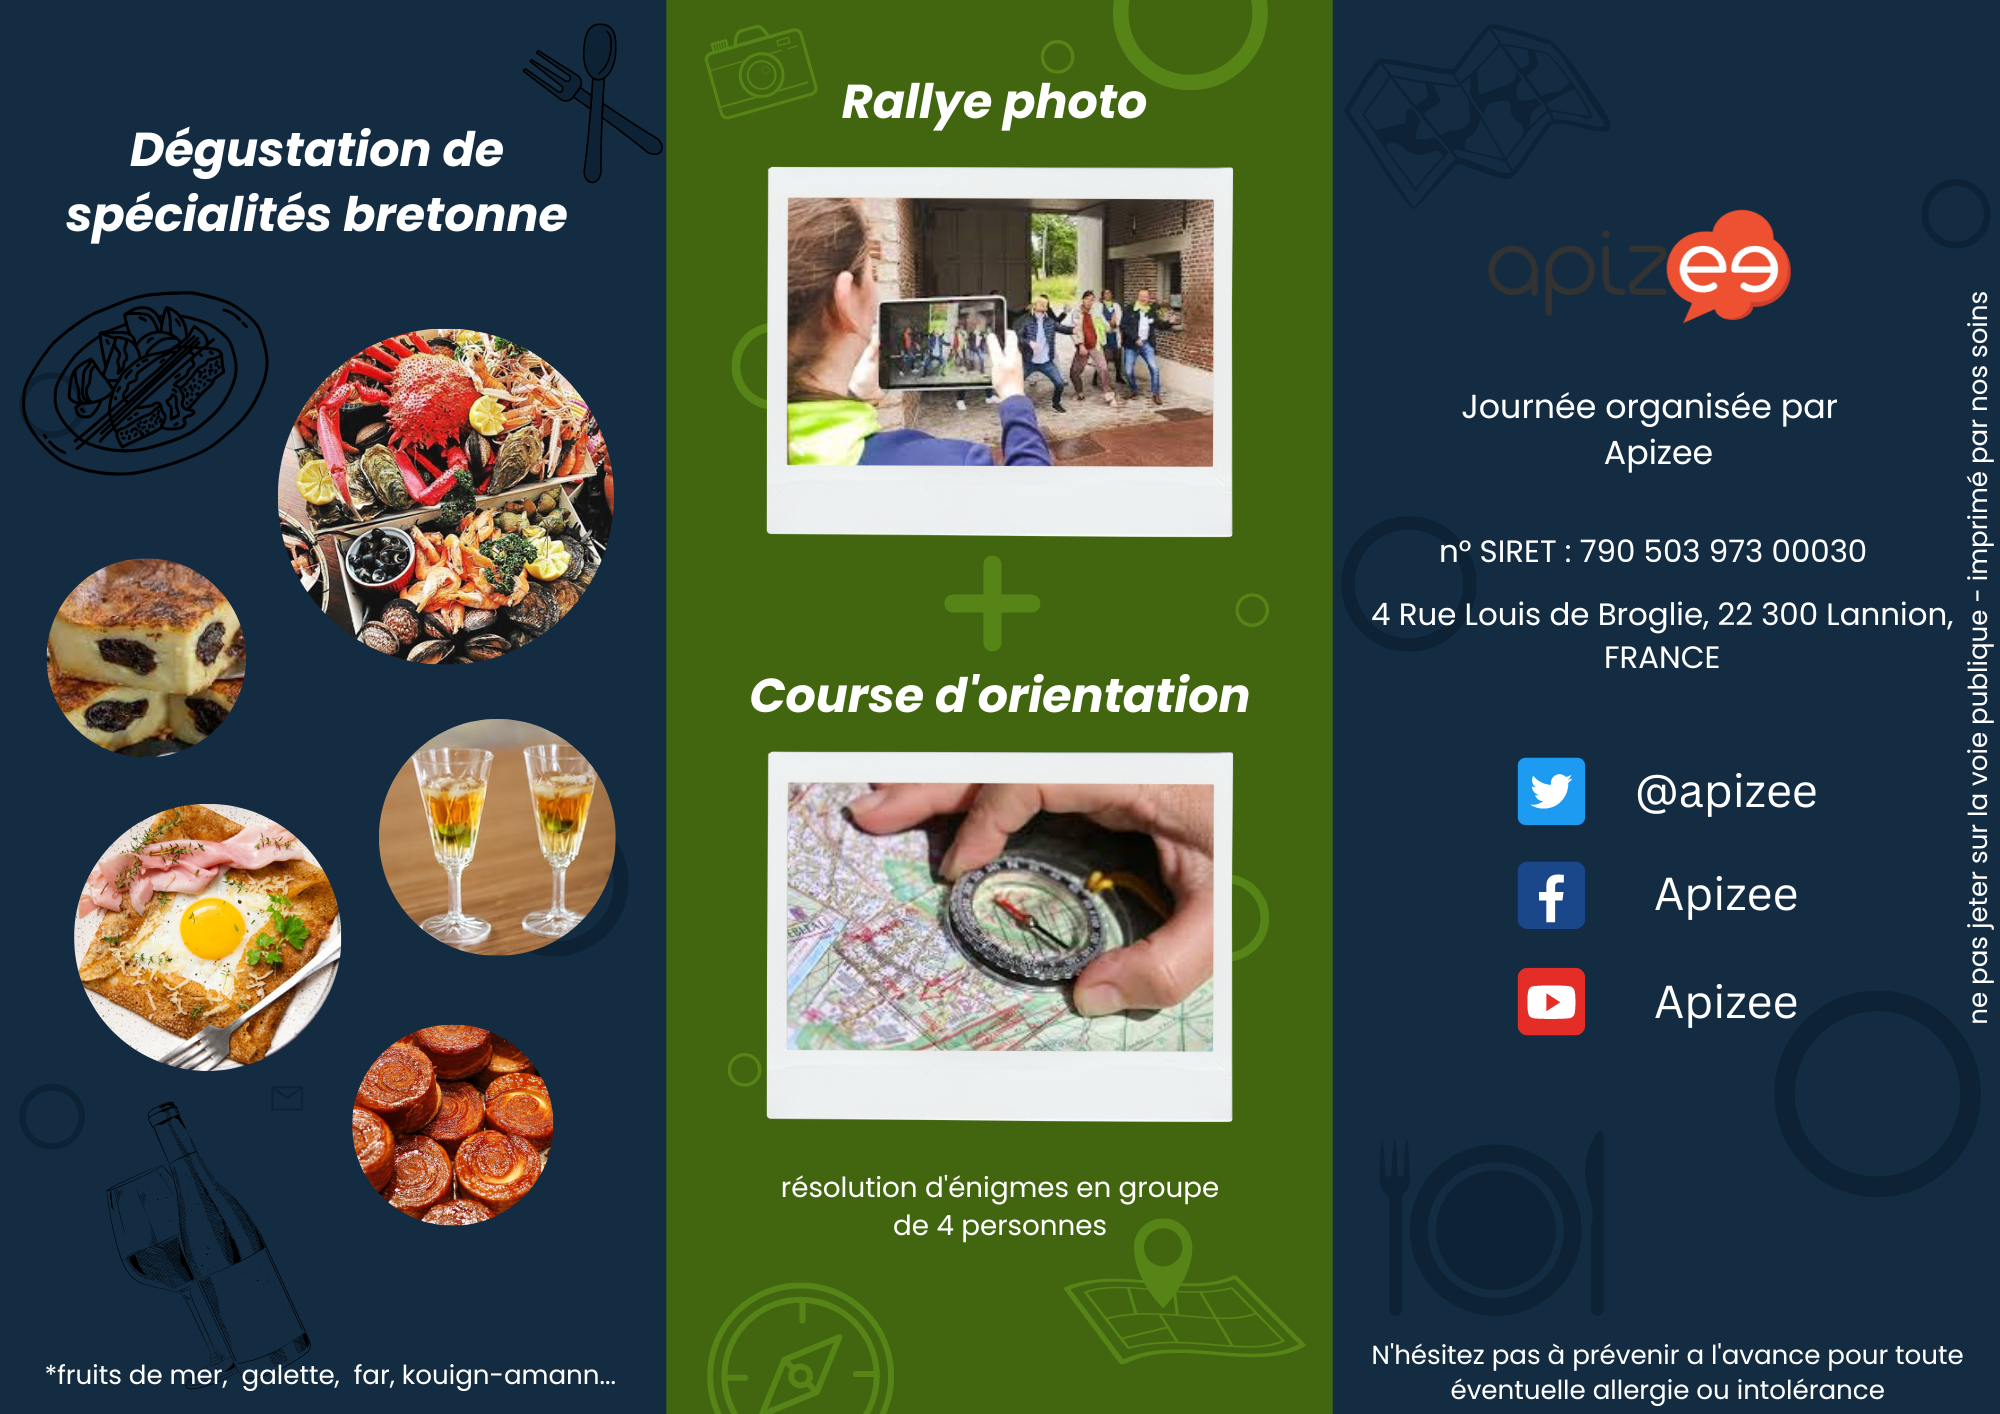 Dégustation de
spécialités bretonne
*fruits de mer, galette, far, kouign-amann...
Rallye photo
Course d'orientation
résolution d'énigmes en groupe
de 4 personnes
apizee
Journée organisée par
Apizee
n° SIRET : 790 503 973 00030
4 Rue Louis de Broglie, 22 300 Lannion,
FRANCE
@apizee
Apizee
Apizee
N'hésitez pas à prévenir a l'avance pour toute
éventuelle allergie ou intolérance
ne pas jeter sur la voie publique - imprimé par nos soins